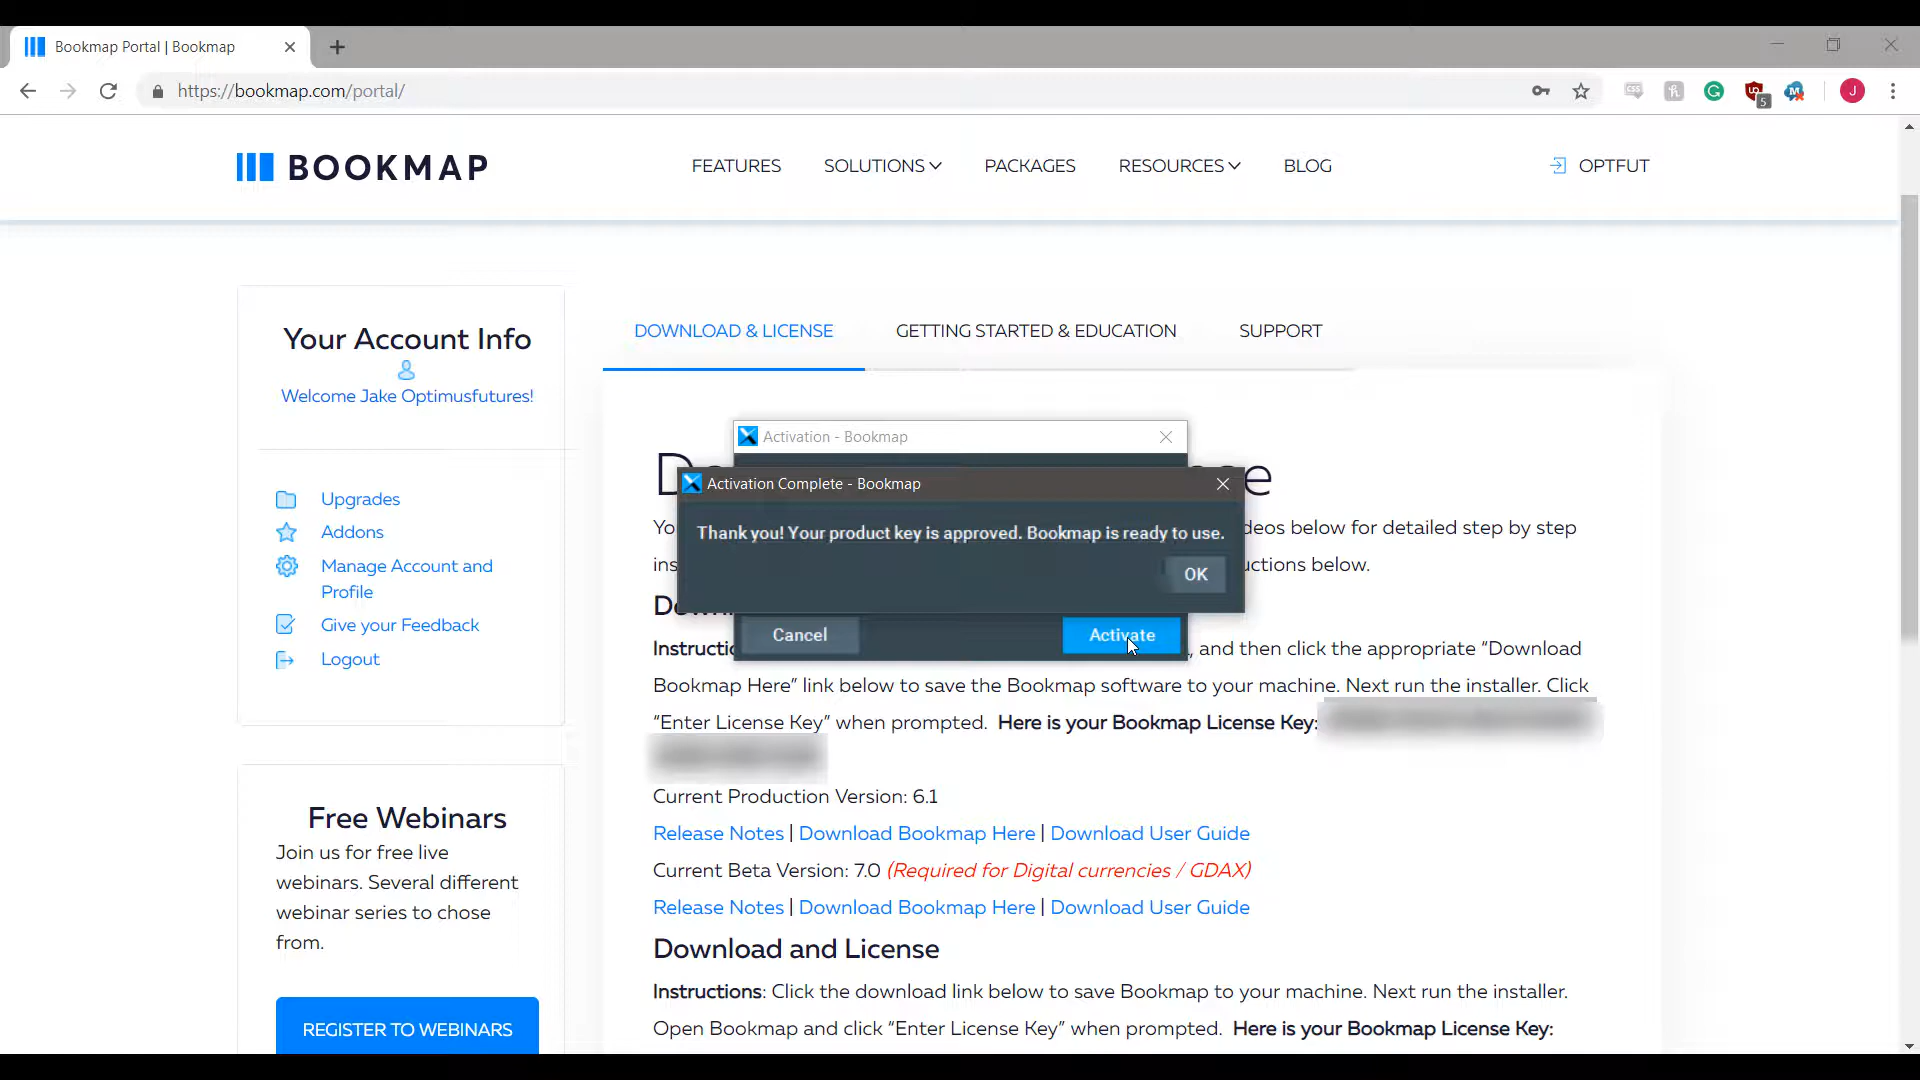 Bookmap Portal | Bookmap
https://bookmap.com/portal/
5
J
BOOKMAP
FEATURES
SOLUTIONS
PACKAGES
RESOURCES
BLOG
OPTFUT
Your Account Info
Welcome Jake Optimusfutures!
Upgrades
Addons
Manage Account and
Profile
Give your Feedback
Logout
Free Webinars
Join us for free live
webinars. Several different
webinar series to chose
from.
REGISTER TO WEBINARS
DOWNLOAD & LICENSE
GETTING STARTED & EDUCATION
SUPPORT
Activation - Bookmap
Activation Complete - Bookmap
Thank you! Your product key is approved. Bookmap is ready to use.
OK
Cancel
Activate
below for detailed step by step
below.
, and then click the appropriate “Download
Bookmap Here” link below to save the Bookmap software to your machine. Next run the installer. Click
“Enter License Key” when prompted. Here is your Bookmap License Key:
Current Production Version: 6.1
Release Notes | Download Bookmap Here | Download User Guide
Current Beta Version: 7.0 (Required for Digital currencies / GDAX)
Release Notes | Download Bookmap Here | Download User Guide
Download and License
Instructions: Click the download link below to save Bookmap to your machine. Next run the installer.
Open Bookmap and click “Enter License Key” when prompted. Here is your Bookmap License Key: